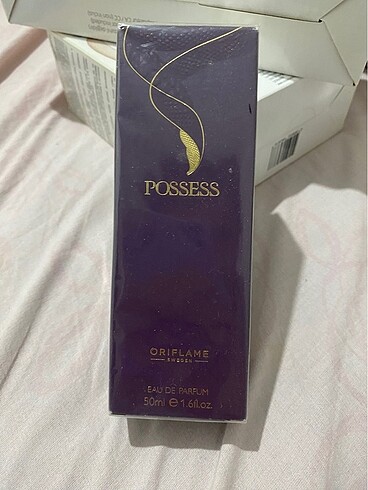 POSSESS
ORIFLAME
SWEDEN
EAU DE PARFUM
50ml ℮ 1.6fl.oz.